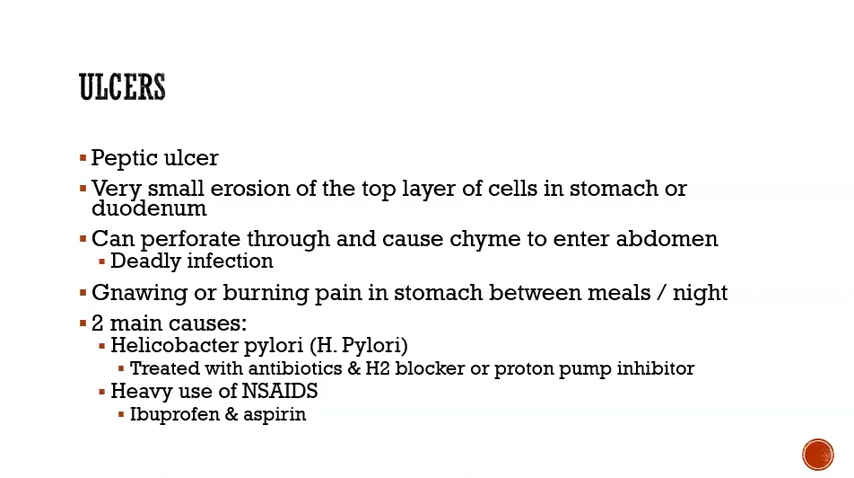 ULCERS
Peptic ulcer
Very small erosion of the top layer of cells in stomach or
duodenum
Can perforate through and cause chyme to enter abdomen
Deadly infection
Gnawing or burning pain in stomach between meals / night
2 main causes:
Helicobacter pylori (H. Pylori)
Treated with antibiotics & H2 blocker or proton pump inhibitor
Heavy use of NSAIDS
Ibuprofen & aspirin